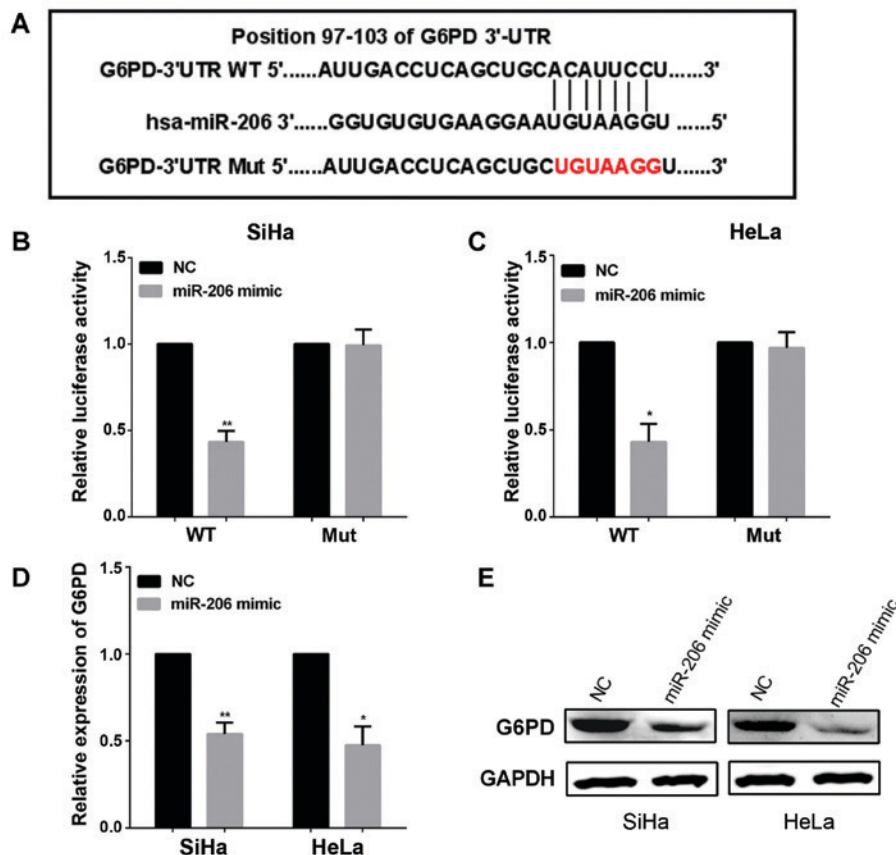 A
Position 97-103 of G6PD 3'-UTR
G6PD-3'UTR WT 5'......AUUGACCUCAGCUGCACAUUCCU......3'
hsa-miR-206 3'......GGUGUGUGAAGGAAUGUAAGGU ......5'
G6PD-3'UTR Mut 5'......AUUGACCUCAGCUGCUGUAAGGU......3'
B
SiHa
Relative luciferase activity
1.5
1.0
0.5
0.0
NC
miR-206 mimic
**
WT
Mut
C
HeLa
Relative luciferase activity
1.5
1.0
0.5
0.0
NC
miR-206 mimic
*
WT
Mut
D
Relative expression of G6PD
1.5
1.0
0.5
0.0
NC
miR-206 mimic
**
*
SiHa
HeLa
E
NC
miR-206 mimic
NC
miR-206 mimic
G6PD
GAPDH
SiHa
HeLa